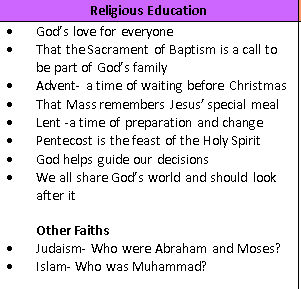 Religious Education
• God's love for everyone
• That the Sacrament of Baptism is a call to
be part of God's family
• Advent- a time of waiting before Christmas
• That Mass remembers Jesus' special meal
• Lent -a time of preparation and change
• Pentecost is the feast of the Holy Spirit
• God helps guide our decisions
• We all share God's world and should look
after it
Other Faiths
• Judaism- Who were Abraham and Moses?
• Islam- Who was Muhammad?